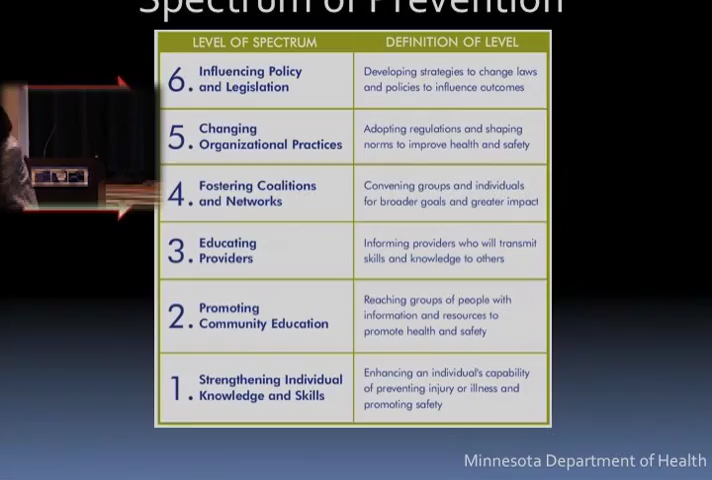 Spectrum of Prevention
LEVEL OF SPECTRUM
DEFINITION OF LEVEL
6. Influencing Policy
and Legislation
Developing strategies to change laws
and policies to influence outcomes
5. Changing
Organizational Practices
Adopting regulations and shaping
norms to improve health and safety
4. Fostering Coalitions
and Networks
Convening groups and individuals
for broader goals and greater impact
3. Educating
Providers
Informing providers who will transmit
skills and knowledge to others
2. Promoting
Community Education
Reaching groups of people with
information and resources to
promote health and safety
1. Strengthening Individual
Knowledge and Skills
Enhancing an individual's capability
of preventing injury or illness and
promoting safety
Minnesota Department of Health